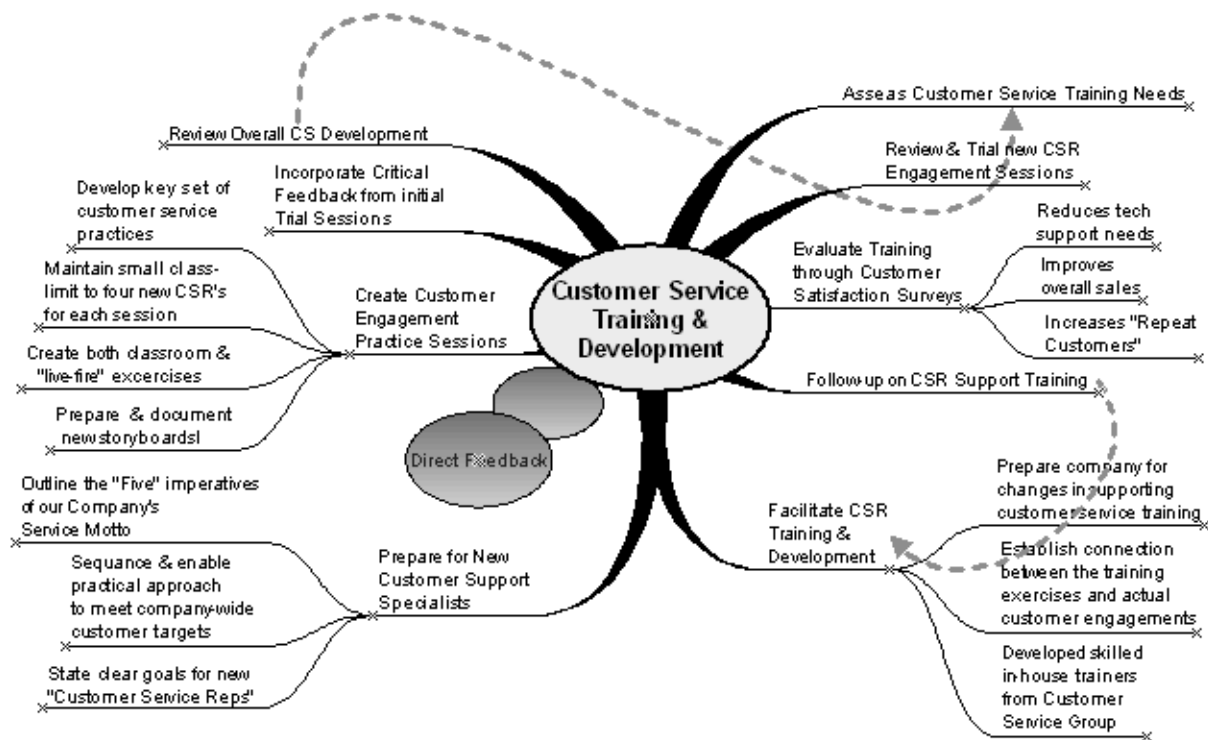 Customer Service
Training &
Development
Asseas Customer Service Training Needs
Review & Trial new CSR
Engagement Sessions
Evaluate Training
through Customer
Satisfaction Surveys
Reduces tech
support needs
Improves
overall sales
Increases "Repeat
Customers"
Follow up on CSR Support Training
Facilitate CSR
Training &
Development
Prepare company for
changes in supporting
customer service training
Establish connection
between the training
exercises and actual
customer engagements
Developed skilled
in-house trainers
from Customer
Service Group
Review Overall CS Development
Incorporate Critical
Feedback from initial
Trial Sessions
Create Customer
Engagement
Practice Sessions
Develop key set of
customer service
practices
Maintain small class-
limit to four new CSR's
for each session
Create both classroom &
"live-fire" excercises
Prepare & document
new storyboards!
Direct Feedback
Prepare for New
Customer Support
Specialists
Outline the "Five" imperatives
of our Company's
Service Motto
Sequance & enable
practical approach
to meet company-wide
customer targets
State clear goals for new
"Customer Service Reps"